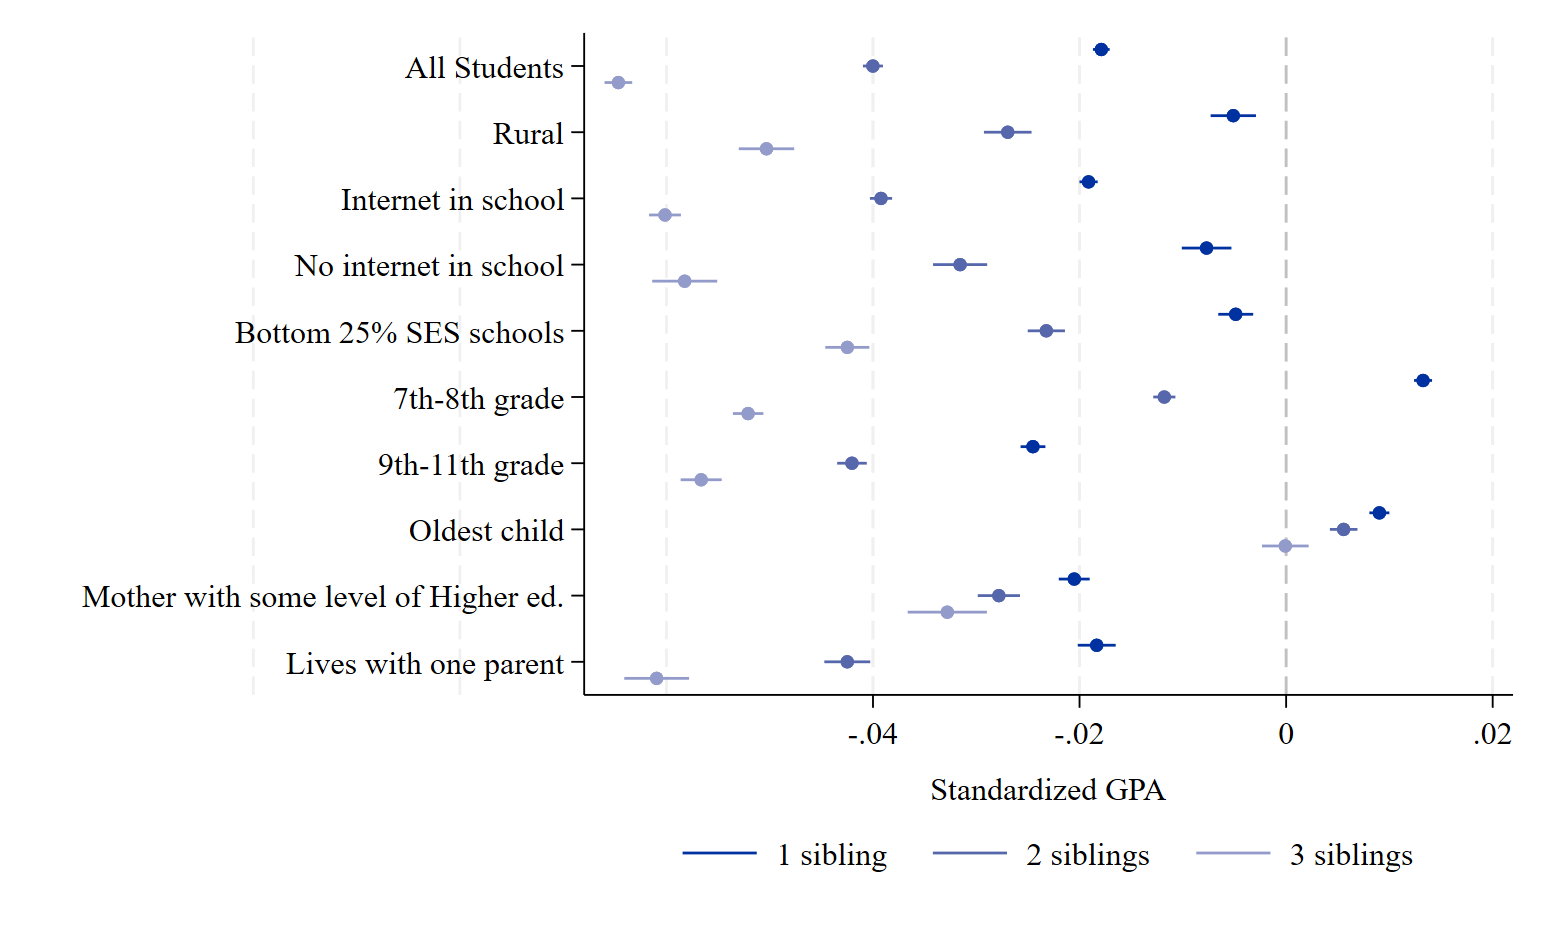 All Students
Rural
Internet in school
No internet in school
Bottom 25% SES schools
7th-8th grade
9th-11th grade
Oldest child
Mother with some level of Higher ed.
Lives with one parent
-.04 -.02 0 .02
Standardized GPA
1 sibling 2 siblings 3 siblings